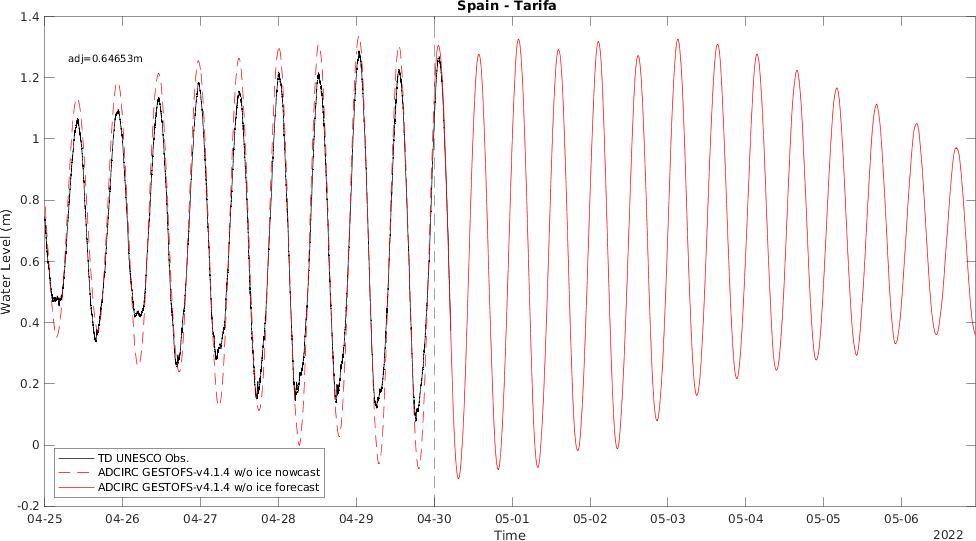 Spain - Tarifa
1.4
adj=0.64653m
1.2
1
0.8
0.6
0.4
0.2
0
-0.2
Water Level (m)
TD UNESCO Obs.
ADCIRC GESTOFS-v4.1.4 w/o ice nowcast
ADCIRC GESTOFS-v4.1.4 w/o ice forecast
04-25 04-26 04-27 04-28 04-29 04-30 05-01 05-02 05-03 05-04 05-05 05-06
Time
2022